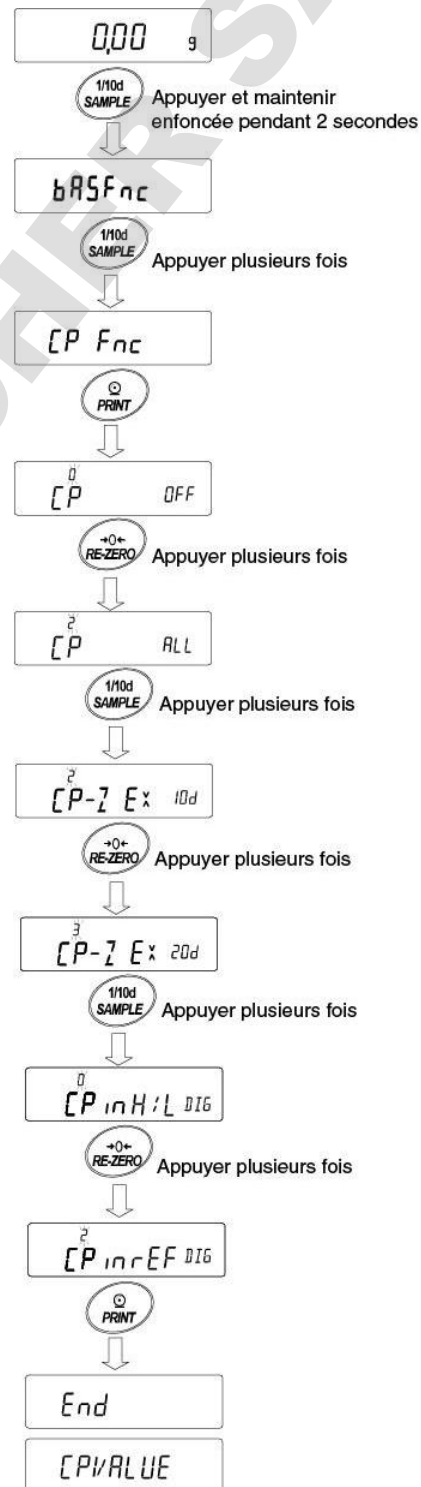 0,00 g
1/10d
SAMPLE
Appuyer et maintenir
enfoncée pendant 2 secondes
bASFnc
1/10d
SAMPLE
Appuyer plusieurs fois
CP Fnc
PRINT
0
CP OFF
→0←
RE-ZERO
Appuyer plusieurs fois
2
CP ALL
1/10d
SAMPLE
Appuyer plusieurs fois
2
CP-Z E 10d
→0←
RE-ZERO
Appuyer plusieurs fois
3
CP-Z E 20d
1/10d
SAMPLE
Appuyer plusieurs fois
0
CP inH/L DIG
→0←
RE-ZERO
Appuyer plusieurs fois
2
CP inrEF DIG
PRINT
End
CPVALUE